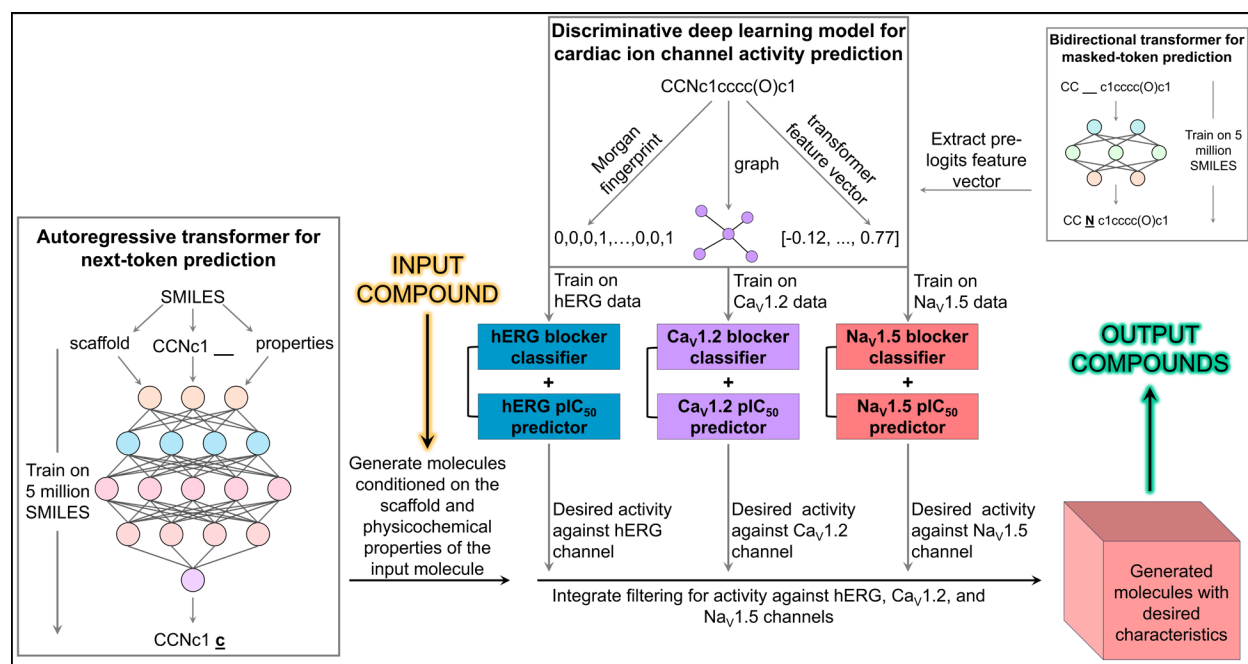 Discriminative deep learning model for
cardiac ion channel activity prediction
CCNc1cccc(O)c1
Morgan
fingerprint
graph
transformer
feature vector
0,0,0,1,...,0,0,1
[-0.12, ..., 0.77]
Bidirectional transformer for
masked-token prediction
CC __ c1cccc(O)c1
Train on 5
million
SMILES
CC N c1cccc(O)c1
Extract pre-
logits feature
vector
Autoregressive transformer for
next-token prediction
SMILES
scaffold
CCNc1 __
properties
Train on
5 million
SMILES
CCNc1 c
INPUT
COMPOUND
Generate molecules
conditioned on the
scaffold and
physicochemical
properties of the
input molecule
Train on
hERG data
Train on
CaV1.2 data
Train on
NaV1.5 data
hERG blocker
classifier
+
hERG pIC50
predictor
CaV1.2 blocker
classifier
+
CaV1.2 pIC50
predictor
NaV1.5 blocker
classifier
+
NaV1.5 pIC50
predictor
Desired activity
against hERG
channel
Desired activity
against CaV1.2
channel
Desired activity
against NaV1.5
channel
Integrate filtering for activity against hERG, CaV1.2, and
NaV1.5 channels
OUTPUT
COMPOUNDS
Generated
molecules with
desired
characteristics